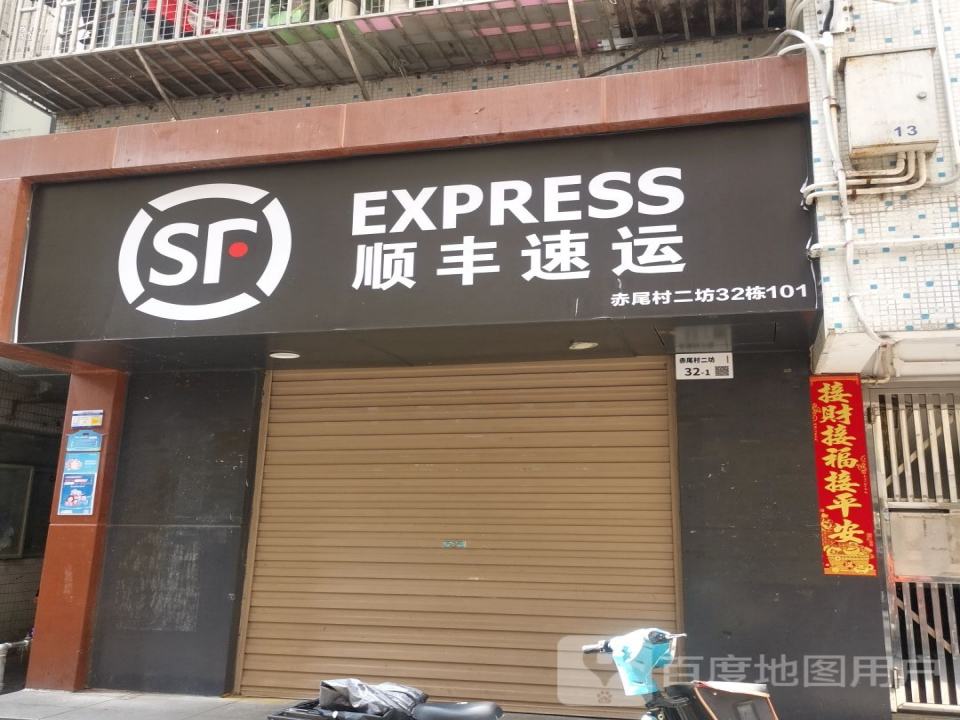 13
SF
EXPRESS
顺丰速运
赤尾村二坊32栋101
赤尾村二坊
32-1
接财接福接平安
百度地图用户